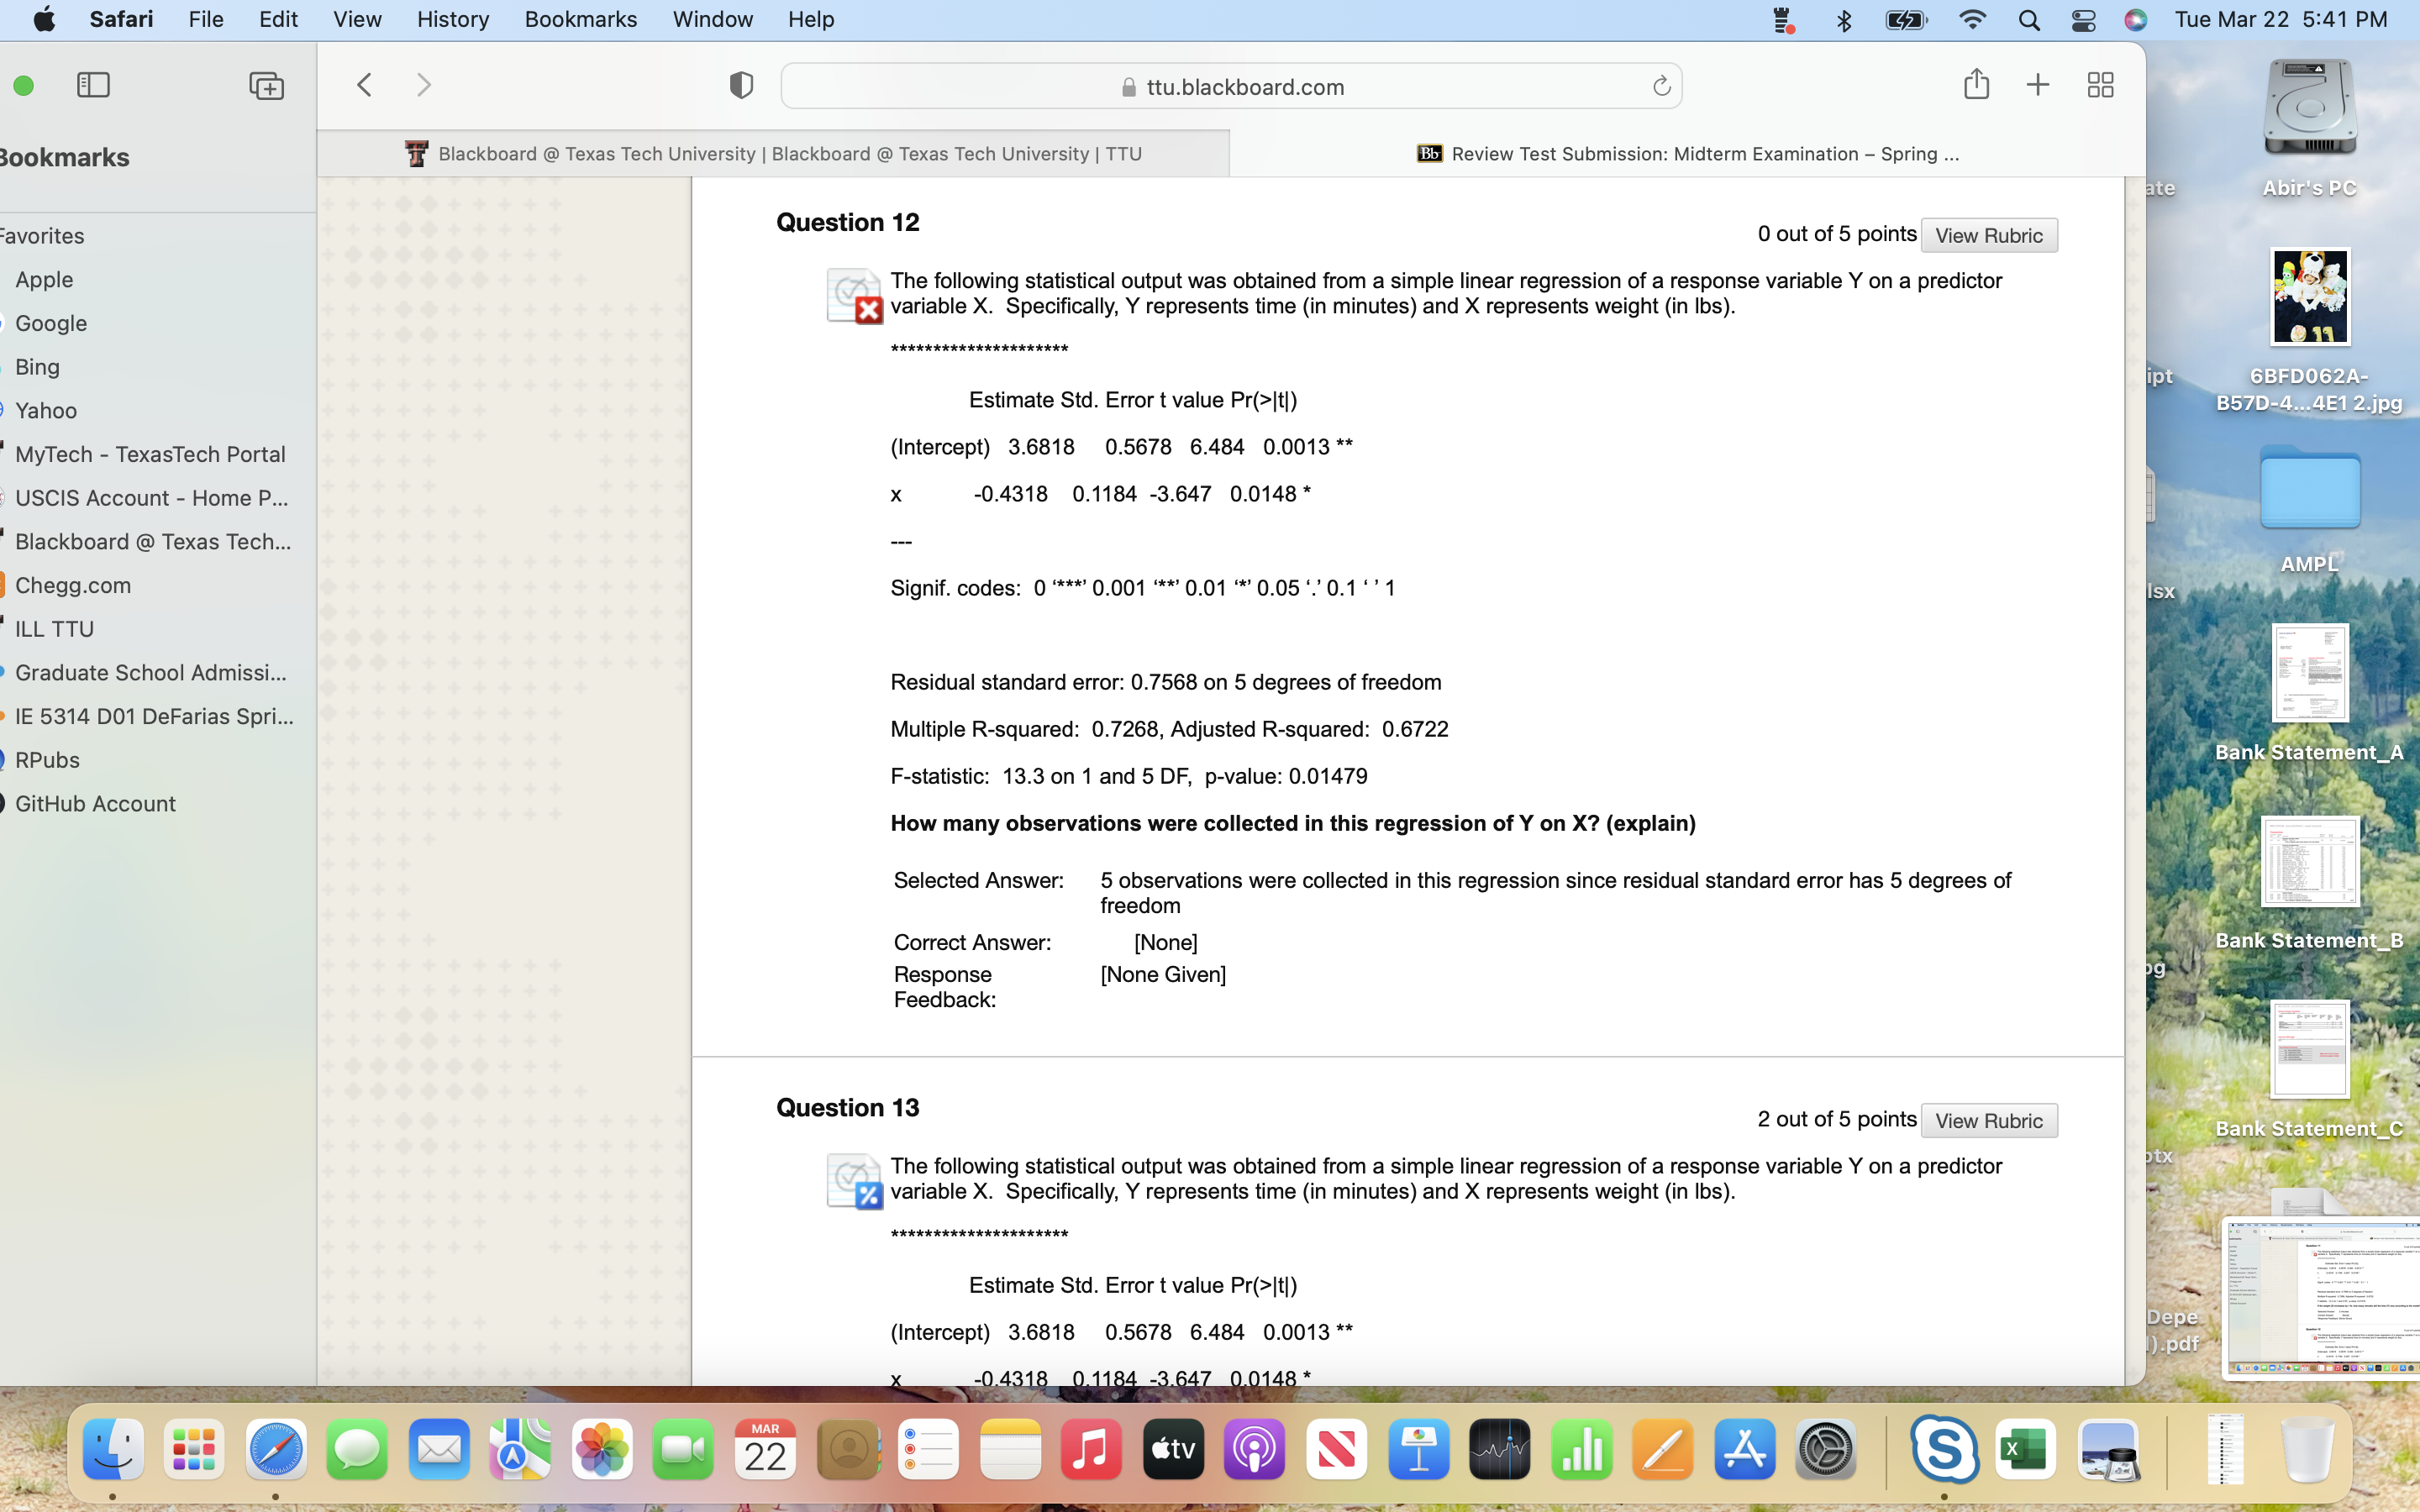 Safari File Edit View History Bookmarks Window Help Tue Mar 22 5:41 PM
ttu.blackboard.com
Bookmarks
Blackboard @ Texas Tech University | Blackboard @ Texas Tech University | TTU
Bb Review Test Submission: Midterm Examination – Spring ...
Favorites
Apple
Google
Bing
Yahoo
MyTech - TexasTech Portal
USCIS Account - Home P...
Blackboard @ Texas Tech...
Chegg.com
ILL TTU
Graduate School Admissi...
IE 5314 D01 DeFarias Spri...
RPubs
GitHub Account
Question 12
0 out of 5 points View Rubric
The following statistical output was obtained from a simple linear regression of a response variable Y on a predictor
variable X. Specifically, Y represents time (in minutes) and X represents weight (in lbs).
*********************
Estimate Std. Error t value Pr(>|t|)
(Intercept) 3.6818 0.5678 6.484 0.0013 **
x -0.4318 0.1184 -3.647 0.0148 *
---
Signif. codes: 0 ‘***’ 0.001 ‘**’ 0.01 ‘*’ 0.05 ‘.’ 0.1 ‘ ’ 1
Residual standard error: 0.7568 on 5 degrees of freedom
Multiple R-squared: 0.7268, Adjusted R-squared: 0.6722
F-statistic: 13.3 on 1 and 5 DF, p-value: 0.01479
How many observations were collected in this regression of Y on X? (explain)
Selected Answer: 5 observations were collected in this regression since residual standard error has 5 degrees of
freedom
Correct Answer: [None]
Response [None Given]
Feedback:
Question 13
2 out of 5 points View Rubric
The following statistical output was obtained from a simple linear regression of a response variable Y on a predictor
variable X. Specifically, Y represents time (in minutes) and X represents weight (in lbs).
*********************
Estimate Std. Error t value Pr(>|t|)
(Intercept) 3.6818 0.5678 6.484 0.0013 **
x -0.4318 0.1184 -3.647 0.0148 *
Abir's PC
6BFD062A-
B57D-4...4E1 2.jpg
AMPL
Bank Statement_A
Bank Statement_B
Bank Statement_C
ate
ipt
lsx
pg
ptx
Depe
).pdf
MAR
22
tv
S
X